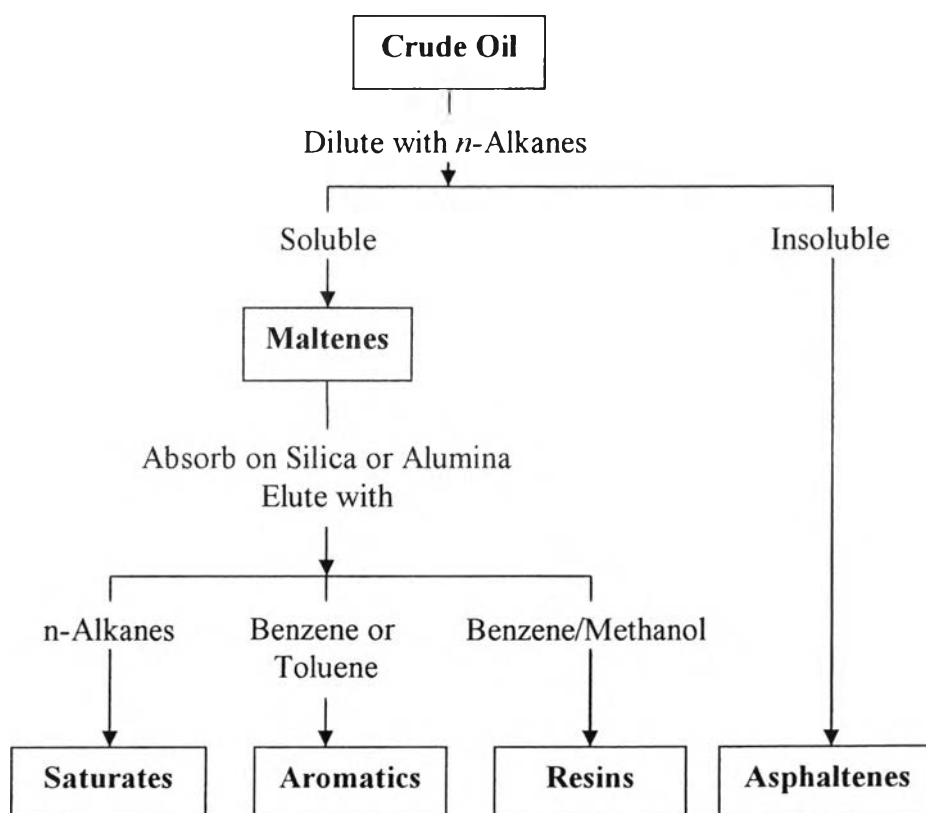 Crude Oil
Dilute with n-Alkanes
Soluble
Insoluble
Maltenes
Absorb on Silica or Alumina
Elute with
n-Alkanes
Benzene or
Toluene
Benzene/Methanol
Saturates
Aromatics
Resins
Asphaltenes